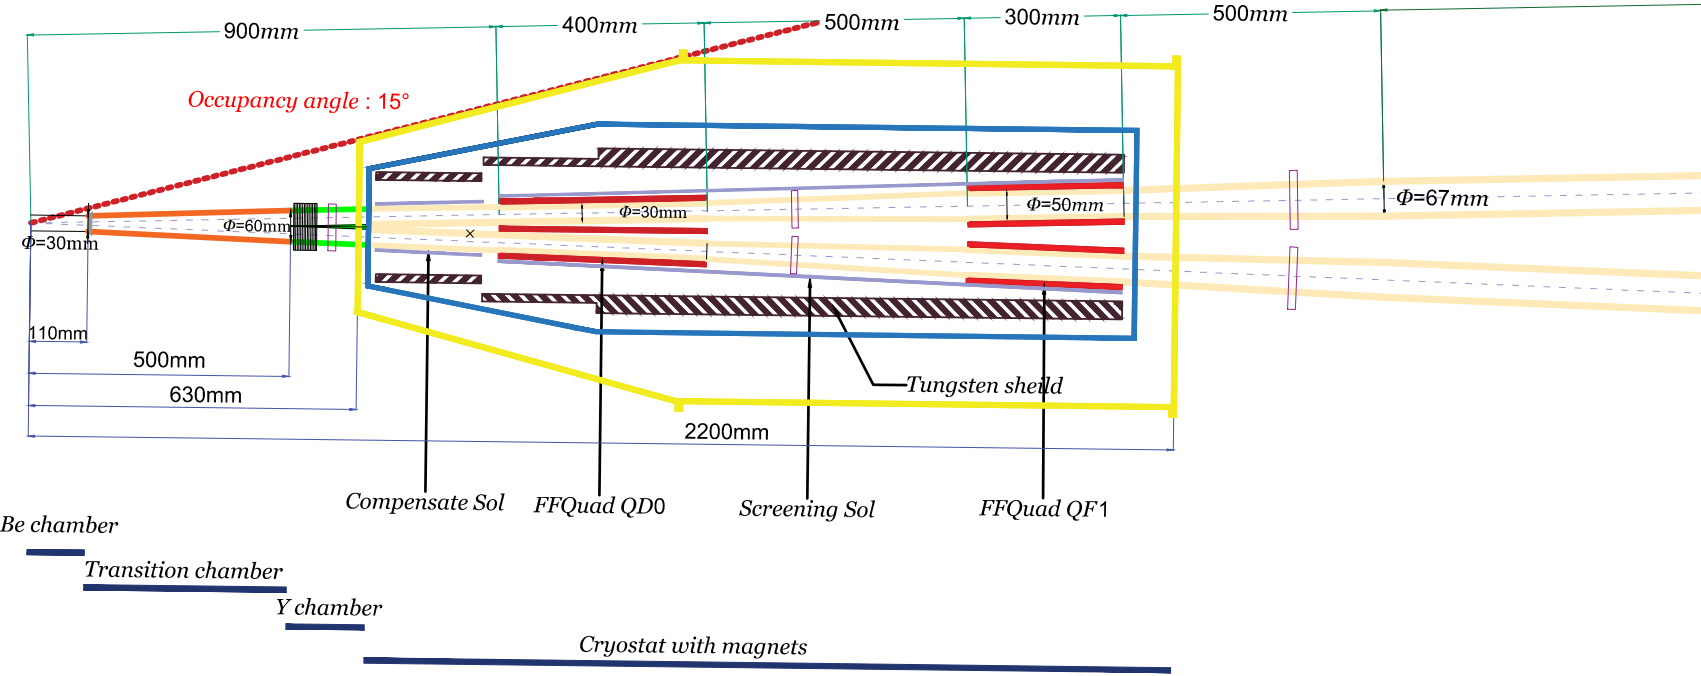 900mm
400mm
500mm
300mm
500mm
Occupancy angle : 15°
Φ=30mm
Φ=60mm
Φ=30mm
Φ=50mm
Φ=67mm
110mm
500mm
630mm
2200mm
Tungsten sheild
Compensate Sol
FFQuad QD0
Screening Sol
FFQuad QF1
Be chamber
Transition chamber
Y chamber
Cryostat with magnets